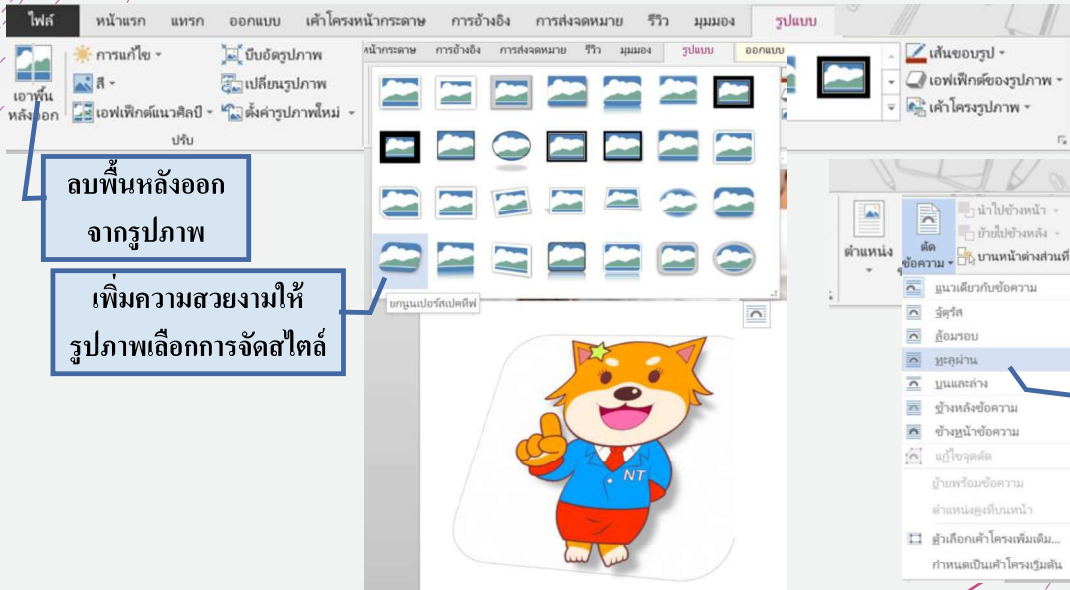 ไฟล์ หน้าแรก แทรก ออกแบบ เค้าโครงหน้ากระดาษ การอ้างอิง การส่งจดหมาย รีวิว มุมมอง รูปแบบ
เอาพื้น
หลังออก
การแก้ไข
สี
เอฟเฟ็กต์แนวศิลป์
บีบอัดรูปภาพ
เปลี่ยนรูปภาพ
ตั้งค่ารูปภาพใหม่
ปรับ
หน้ากระดาษ การอ้างอิง การส่งจดหมาย รีวิว มุมมอง รูปแบบ ออกแบบ
เส้นขอบรูป
เอฟเฟ็กต์ของรูปภาพ
เค้าโครงรูปภาพ
ลบพื้นหลังออก
จากรูปภาพ
เพิ่มความสวยงามให้
รูปภาพเลือกการจัดสไตล์
ยกนูนเปอร์สเปคทีฟ
NT
ตำแหน่ง
ตัด
ข้อความ
นำไปข้างหน้า
ย้ายไปข้างหลัง
บานหน้าต่างส่วนที่
แนวเดียวกับข้อความ
จัตุรัส
ล้อมรอบ
ทะลุผ่าน
บนและล่าง
ข้างหลังข้อความ
ข้างหน้าข้อความ
แก้ไขจุดตัด
ย้ายพร้อมข้อความ
ตำแหน่งคงที่บนหน้า
ตัวเลือกเค้าโครงเพิ่มเติม...
กำหนดเป็นเค้าโครงเริ่มต้น